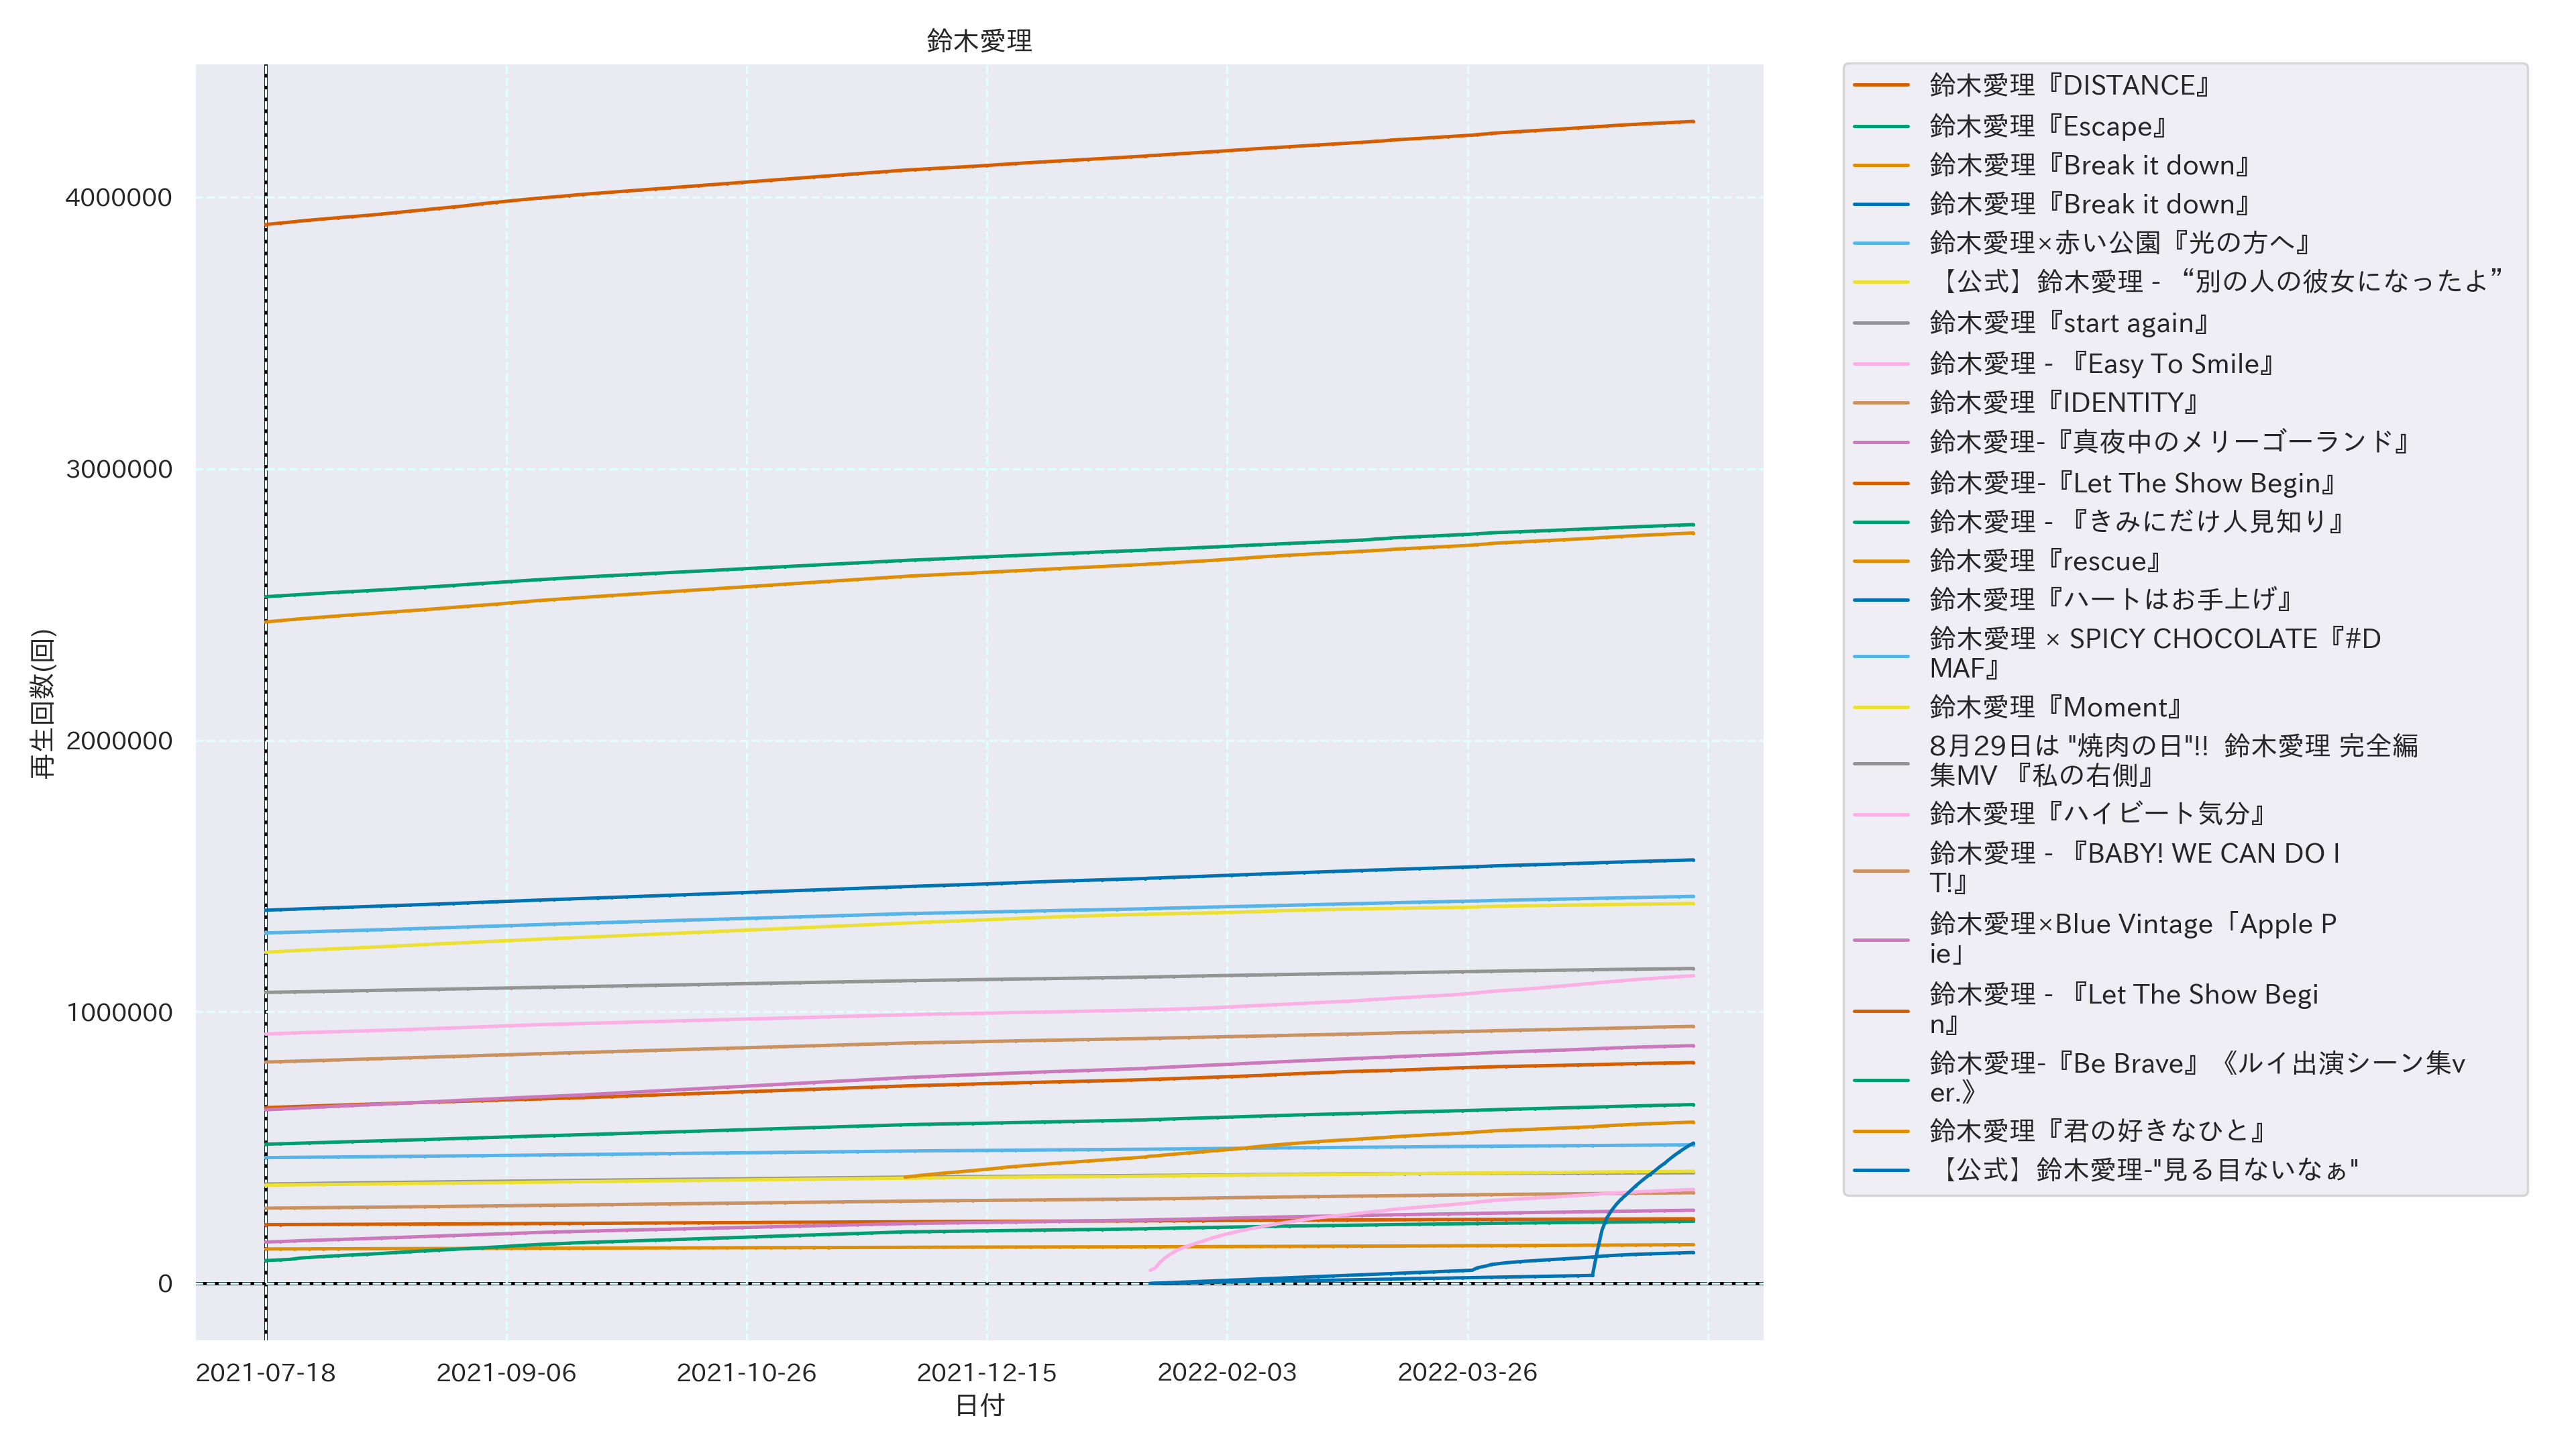 鈴木愛理
4000000
3000000
2000000
1000000
0
再生回数(回)
2021-07-18
2021-09-06
2021-10-26
2021-12-15
2022-02-03
2022-03-26
日付
鈴木愛理『DISTANCE』
鈴木愛理『Escape』
鈴木愛理『Break it down』
鈴木愛理『Break it down』
鈴木愛理×赤い公園『光の方へ』
【公式】鈴木愛理 - “別の人の彼女になったよ”
鈴木愛理『start again』
鈴木愛理 - 『Easy To Smile』
鈴木愛理『IDENTITY』
鈴木愛理-『真夜中のメリーゴーランド』
鈴木愛理-『Let The Show Begin』
鈴木愛理 - 『きみにだけ人見知り』
鈴木愛理『rescue』
鈴木愛理『ハートはお手上げ』
鈴木愛理 × SPICY CHOCOLATE『#D
MAF』
鈴木愛理『Moment』
8月29日は "焼肉の日"!! 鈴木愛理 完全編
集MV 『私の右側』
鈴木愛理『ハイビート気分』
鈴木愛理 - 『BABY! WE CAN DO I
T!』
鈴木愛理×Blue Vintage「Apple P
ie」
鈴木愛理 - 『Let The Show Begi
n』
鈴木愛理-『Be Brave』《ルイ出演シーン集v
er.》
鈴木愛理『君の好きなひと』
【公式】鈴木愛理-"見る目ないなぁ"